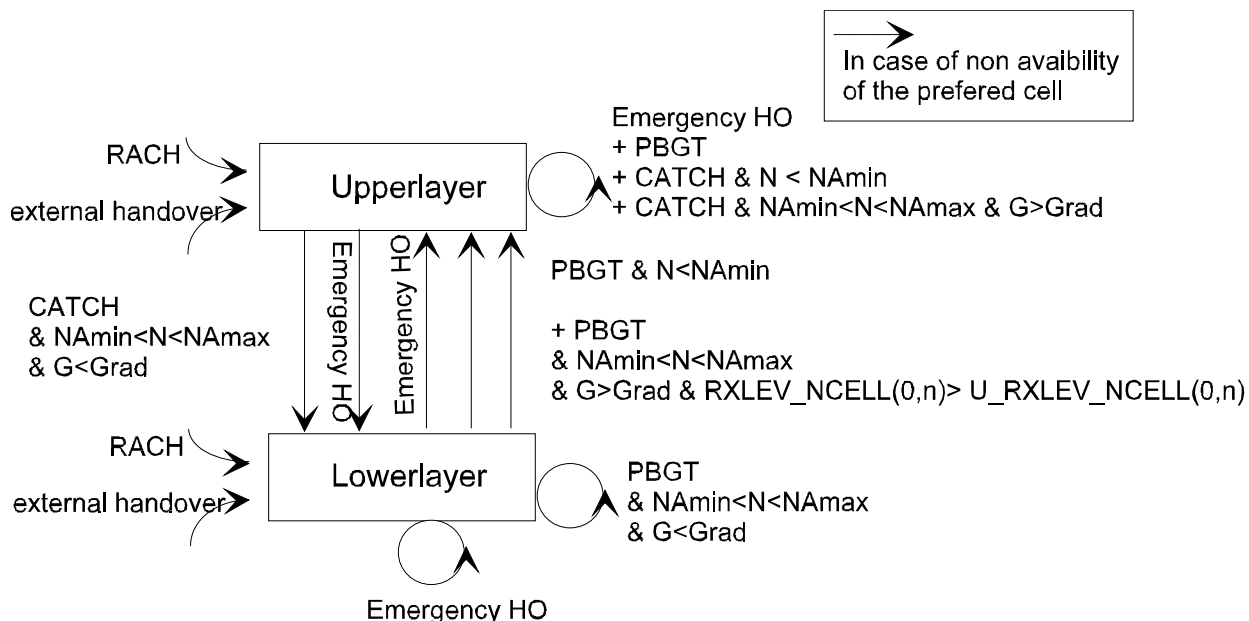 In case of non avaibility
of the prefered cell
Emergency HO
+ PBGT
+ CATCH & N < NAmin
+ CATCH & NAmin<N<NAmax & G>Grad
RACH
Upperlayer
external handover
Emergency HO
Emergency HO
PBGT & N<NAmin
CATCH
& NAmin<N<NAmax
& G<Grad
+ PBGT
& NAmin<N<NAmax
& G>Grad & RXLEV_NCELL(0,n)> U_RXLEV_NCELL(0,n)
RACH
Lowerlayer
external handover
PBGT
& NAmin<N<NAmax
& G<Grad
Emergency HO